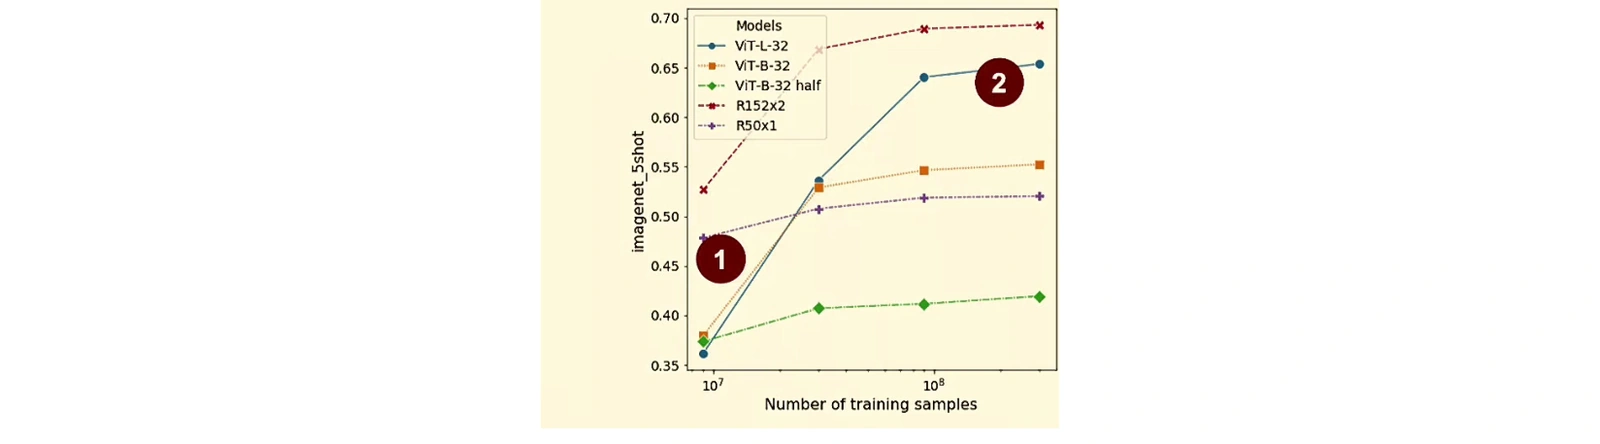 0.70
0.65
0.60
0.55
0.50
0.45
0.40
0.35
imagenet_5shot
Models
ViT-L-32
ViT-B-32
ViT-B-32 half
R152x2
R50x1
1
2
10⁷
10⁸
Number of training samples